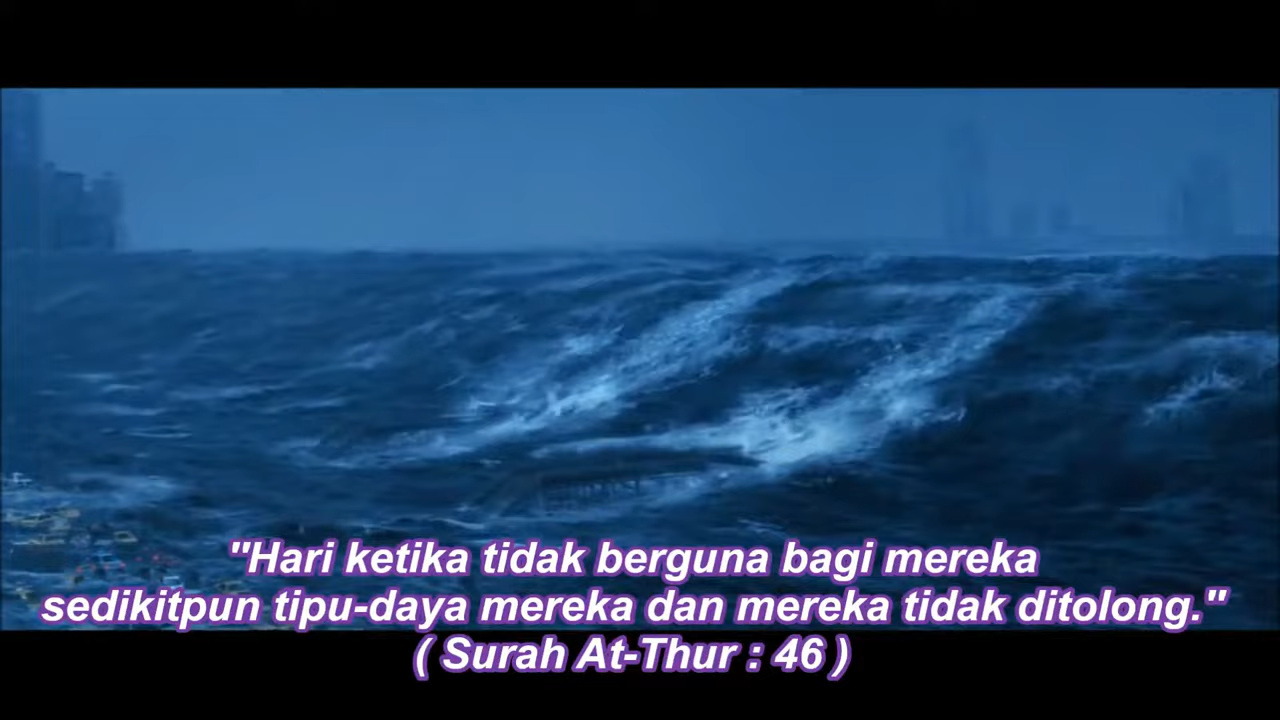 "Hari ketika tidak berguna bagi mereka
sedikitpun tipu-daya mereka dan mereka tidak ditolong."
( Surah At-Thur : 46 )